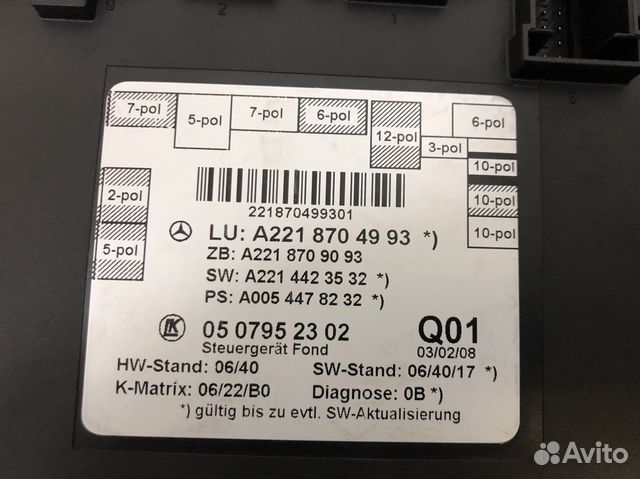 2
1
7-pol
5-pol
7-pol
6-pol
12-pol
3-pol
6-pol
10-pol
10-pol
10-pol
2-pol
5-pol
221870499301
LU: A221 870 49 93 *)
ZB: A221 870 90 93
SW: A221 442 35 32 *)
PS: A005 447 82 32 *)
LK 05 0795 23 02 Q01
Steuergerät Fond 03/02/08
HW-Stand: 06/40 SW-Stand: 06/40/17 *)
K-Matrix: 06/22/B0 Diagnose: 0B *)
*) gültig bis zu evtl. SW-Aktualisierung
Avito